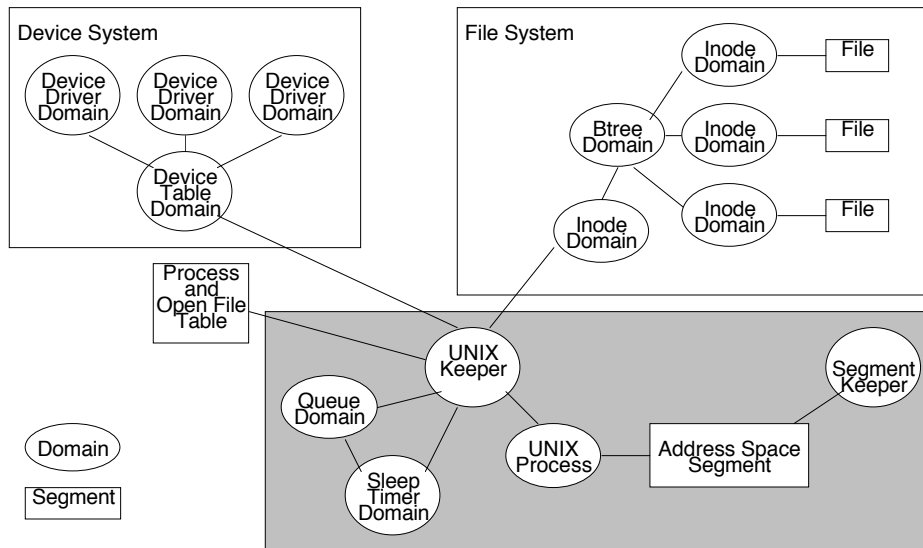 Device System
Device
Driver
Domain
Device
Driver
Domain
Device
Driver
Domain
Device
Table
Domain
File System
Inode
Domain
File
Btree
Domain
Inode
Domain
File
Inode
Domain
File
Inode
Domain
Process
and
Open File
Table
UNIX
Keeper
Segment
Keeper
Queue
Domain
UNIX
Process
Address Space
Segment
Sleep
Timer
Domain
Domain
Segment